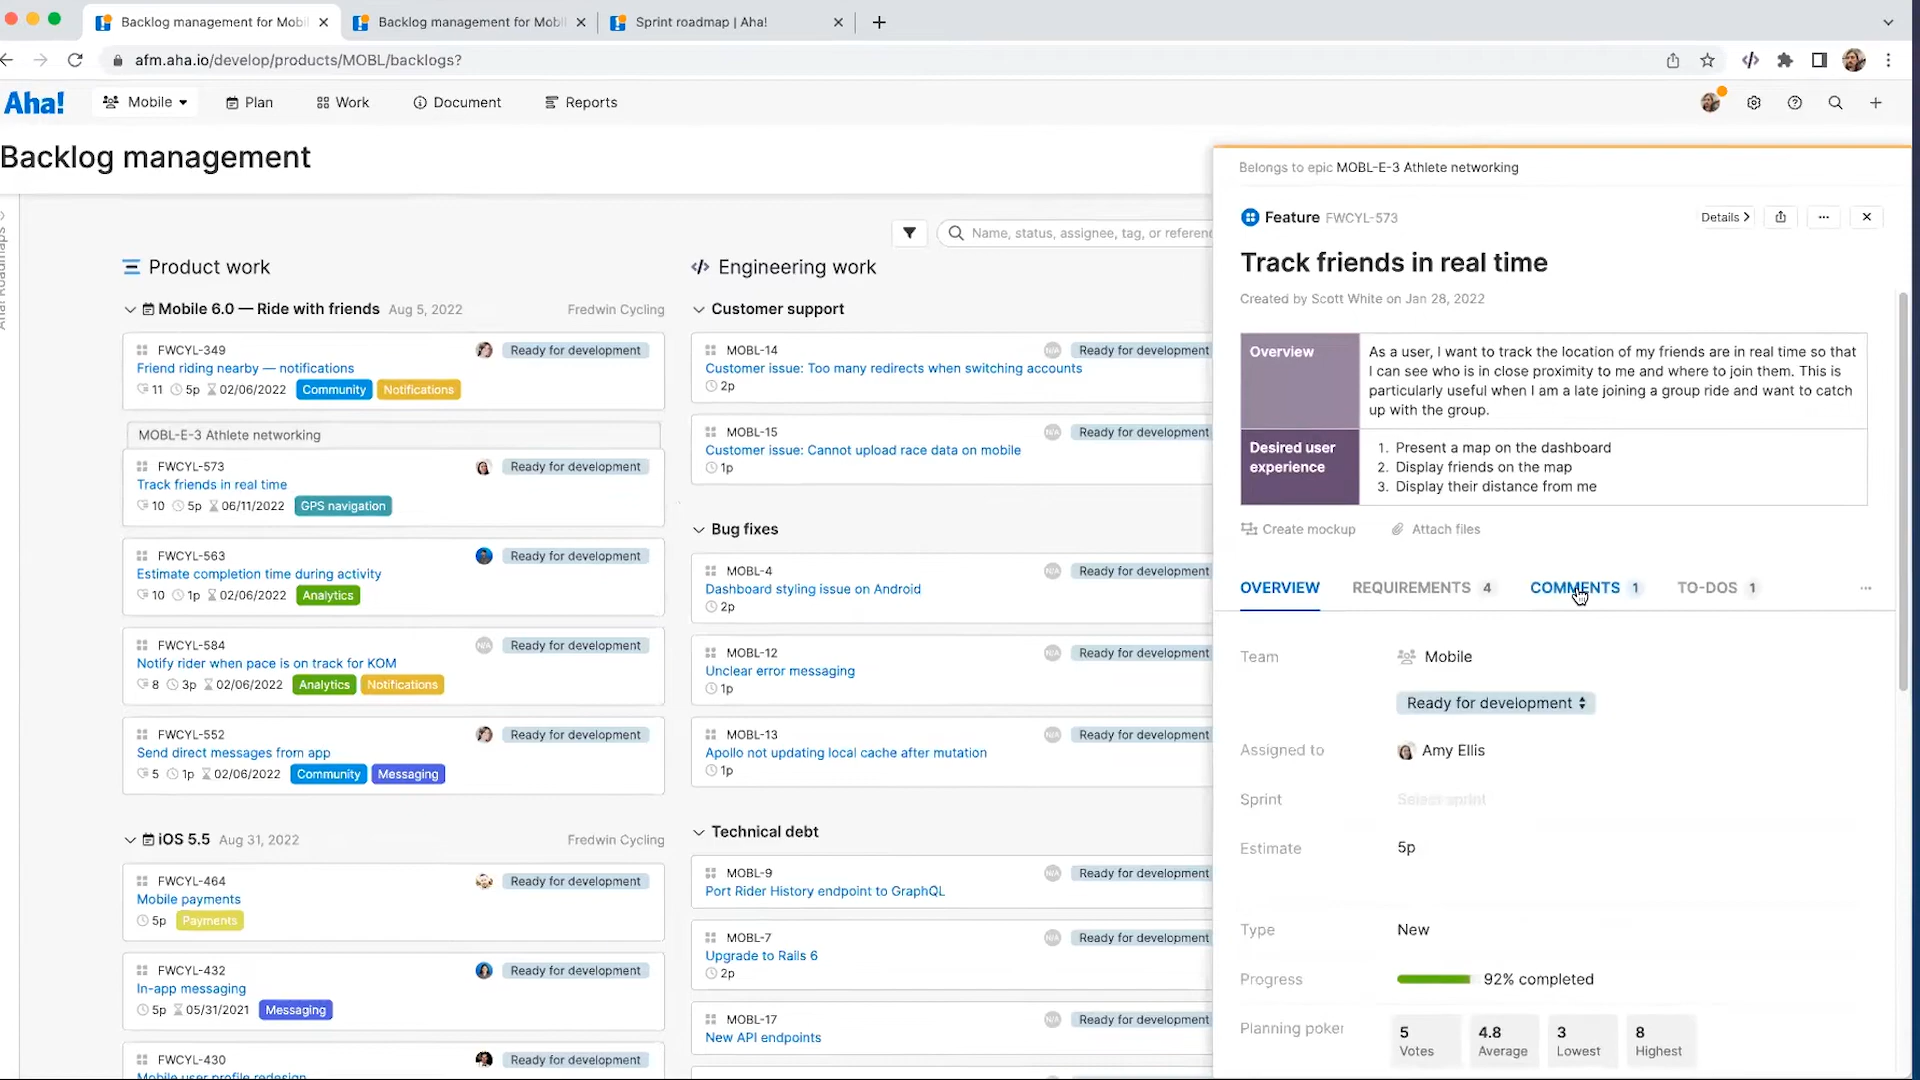 Backlog management for Mobil
Backlog management for Mobil
Sprint roadmap | Aha!
afm.aha.io/develop/products/MOBL/backlogs?
Aha!
Mobile
Plan
Work
Document
Reports
Backlog management
Name, status, assignee, tag, or referenc
Product work
Mobile 6.0 — Ride with friends Aug 5, 2022 Fredwin Cycling
FWCYL-349 Ready for development
Friend riding nearby — notifications
11 5p 02/06/2022 Community Notifications
MOBL-E-3 Athlete networking
FWCYL-573 Ready for development
Track friends in real time
10 5p 06/11/2022 GPS navigation
FWCYL-563 Ready for development
Estimate completion time during activity
10 1p 02/06/2022 Analytics
FWCYL-584 N/A Ready for development
Notify rider when pace is on track for KOM
8 3p 02/06/2022 Analytics Notifications
FWCYL-552 Ready for development
Send direct messages from app
5 1p 02/06/2022 Community Messaging
iOS 5.5 Aug 31, 2022 Fredwin Cycling
FWCYL-464 Ready for development
Mobile payments
5p Payments
FWCYL-432 Ready for development
In-app messaging
5p 05/31/2021 Messaging
FWCYL-430 Ready for development
Mobile user profile redesign
Engineering work
Customer support
MOBL-14 N/A Ready for development
Customer issue: Too many redirects when switching accounts
2p
MOBL-15 N/A Ready for development
Customer issue: Cannot upload race data on mobile
1p
Bug fixes
MOBL-4 N/A Ready for development
Dashboard styling issue on Android
2p
MOBL-12 N/A Ready for development
Unclear error messaging
1p
MOBL-13 N/A Ready for development
Apollo not updating local cache after mutation
1p
Technical debt
MOBL-9 N/A Ready for development
Port Rider History endpoint to GraphQL
MOBL-7 N/A Ready for development
Upgrade to Rails 6
2p
MOBL-17 N/A Ready for development
New API endpoints
Belongs to epic MOBL-E-3 Athlete networking
Feature FWCYL-573
Details
Track friends in real time
Created by Scott White on Jan 28, 2022
Overview
As a user, I want to track the location of my friends are in real time so that
I can see who is in close proximity to me and where to join them. This is
particularly useful when I am a late joining a group ride and want to catch
up with the group.
Desired user
experience
1. Present a map on the dashboard
2. Display friends on the map
3. Display their distance from me
Create mockup
Attach files
OVERVIEW
REQUIREMENTS 4
COMMENTS 1
TO-DOS 1
Team Mobile
Ready for development
Assigned to Amy Ellis
Sprint Select sprint
Estimate 5p
Type New
Progress 92% completed
Planning poker
5 Votes
4.8 Average
3 Lowest
8 Highest